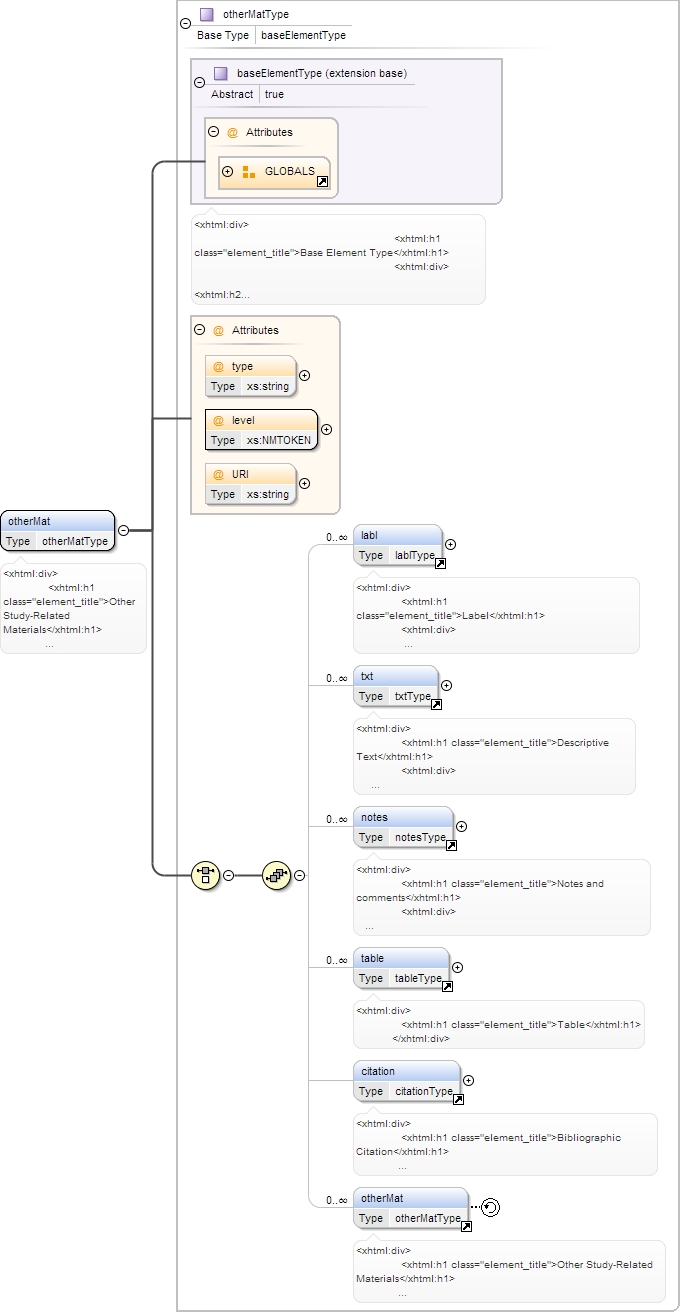 otherMatType
Base Type baseElementType
baseElementType (extension base)
Abstract true
@ Attributes
GLOBALS
<xhtml:div>
<xhtml:h1
class="element_title">Base Element Type</xhtml:h1>
<xhtml:div>
<xhtml:h2...
@ Attributes
@ type
Type xs:string
@ level
Type xs:NMTOKEN
@ URI
Type xs:string
otherMat
Type otherMatType
<xhtml:div>
<xhtml:h1
class="element_title">Other
Study-Related
Materials</xhtml:h1>
...
0..∞ labl
Type lablType
<xhtml:div>
<xhtml:h1
class="element_title">Label</xhtml:h1>
<xhtml:div>
...
0..∞ txt
Type txtType
<xhtml:div>
<xhtml:h1 class="element_title">Descriptive
Text</xhtml:h1>
<xhtml:div>
...
0..∞ notes
Type notesType
<xhtml:div>
<xhtml:h1 class="element_title">Notes and
comments</xhtml:h1>
<xhtml:div>
...
0..∞ table
Type tableType
<xhtml:div>
<xhtml:h1 class="element_title">Table</xhtml:h1>
</xhtml:div>
citation
Type citationType
<xhtml:div>
<xhtml:h1 class="element_title">Bibliographic
Citation</xhtml:h1>
...
0..∞ otherMat
Type otherMatType
<xhtml:div>
<xhtml:h1 class="element_title">Other Study-Related
Materials</xhtml:h1>
...